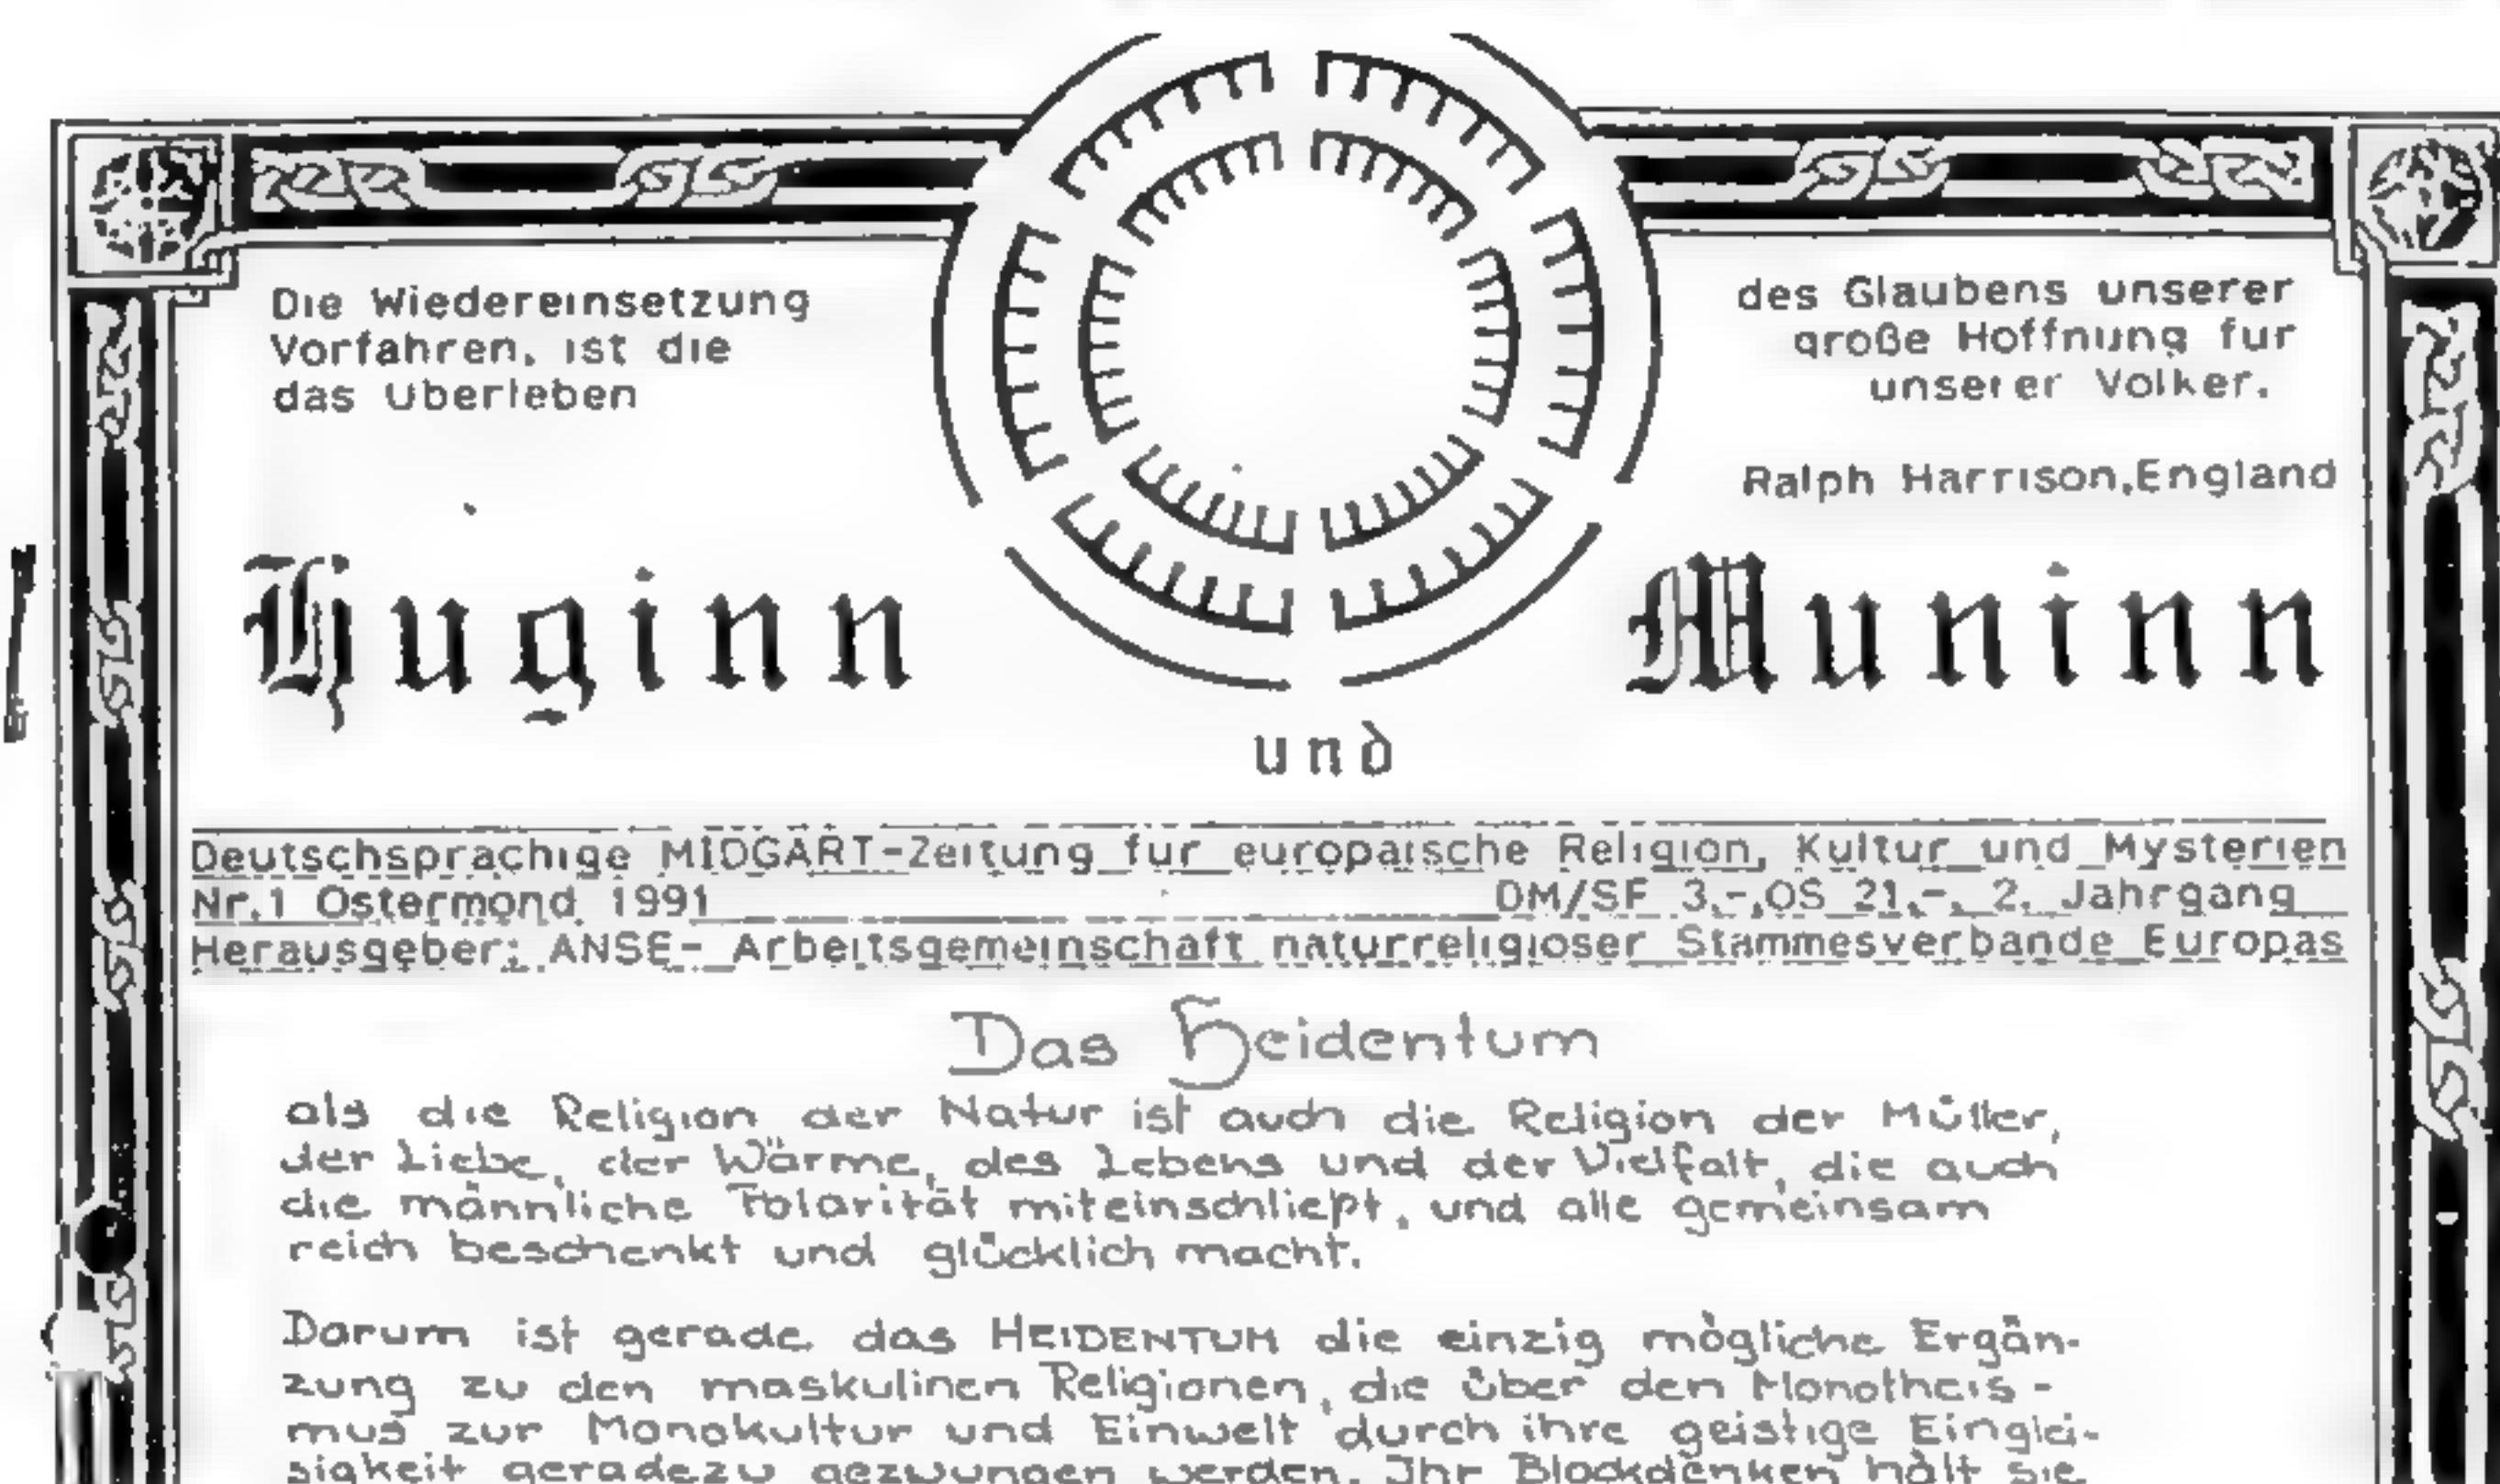 Die Wiedereinsetzung des Glaubens unserer
Vorfahren, ist die große Hoffnung fur
das Uberleben unserer Volker.
Ralph Harrison,England
Huginn Muninn
und
Deutschsprachige MIDGART-Zeitung fur europaische Religion, Kultur und Mysterien
Nr.1 Ostermond 1991 DM/SF 3.-,OS 21.-, 2. Jahrgang
Herausgeber: ANSE- Arbeitsgemeinschaft naturreligioser Stammesverbande Europas
Das Heidentum
als die Religion der Natur ist auch die Religion der Mütter,
der Liebe, der Wärme, des Lebens und der Vielfalt, die auch
die männliche Polarität miteinschließt, und alle gemeinsam
reich beschenkt und glücklich macht.
Darum ist gerade das HEIDENTUM die einzig mögliche Ergän-
zung zu den maskulinen Religionen, die über den Monotheis-
mus zur Monokultur und Einwelt durch ihre geistige Einglei-
sigkeit geradezu gezwungen werden. Ihr Blockdenken hält sie